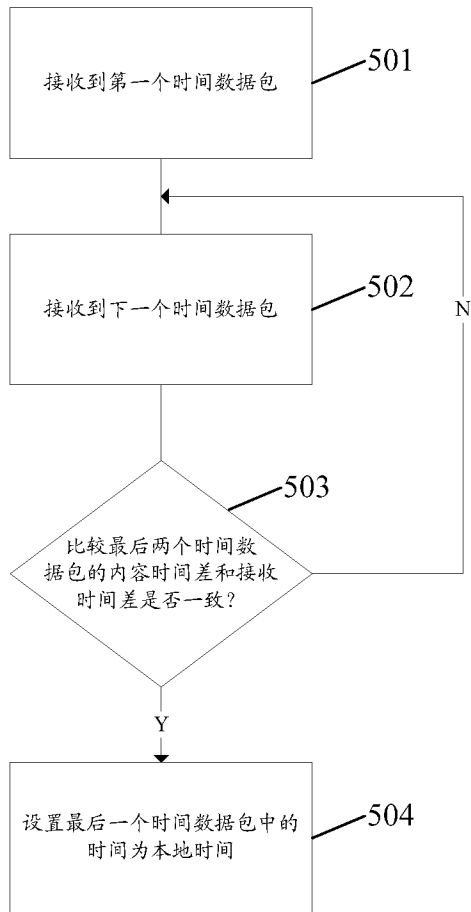 接收到第一个时间数据包
501
接收到下一个时间数据包
502
N
503
比较最后两个时间数
据包的内容时间差和接收
时间差是否一致?
Y
设置最后一个时间数据包中的
时间为本地时间
504